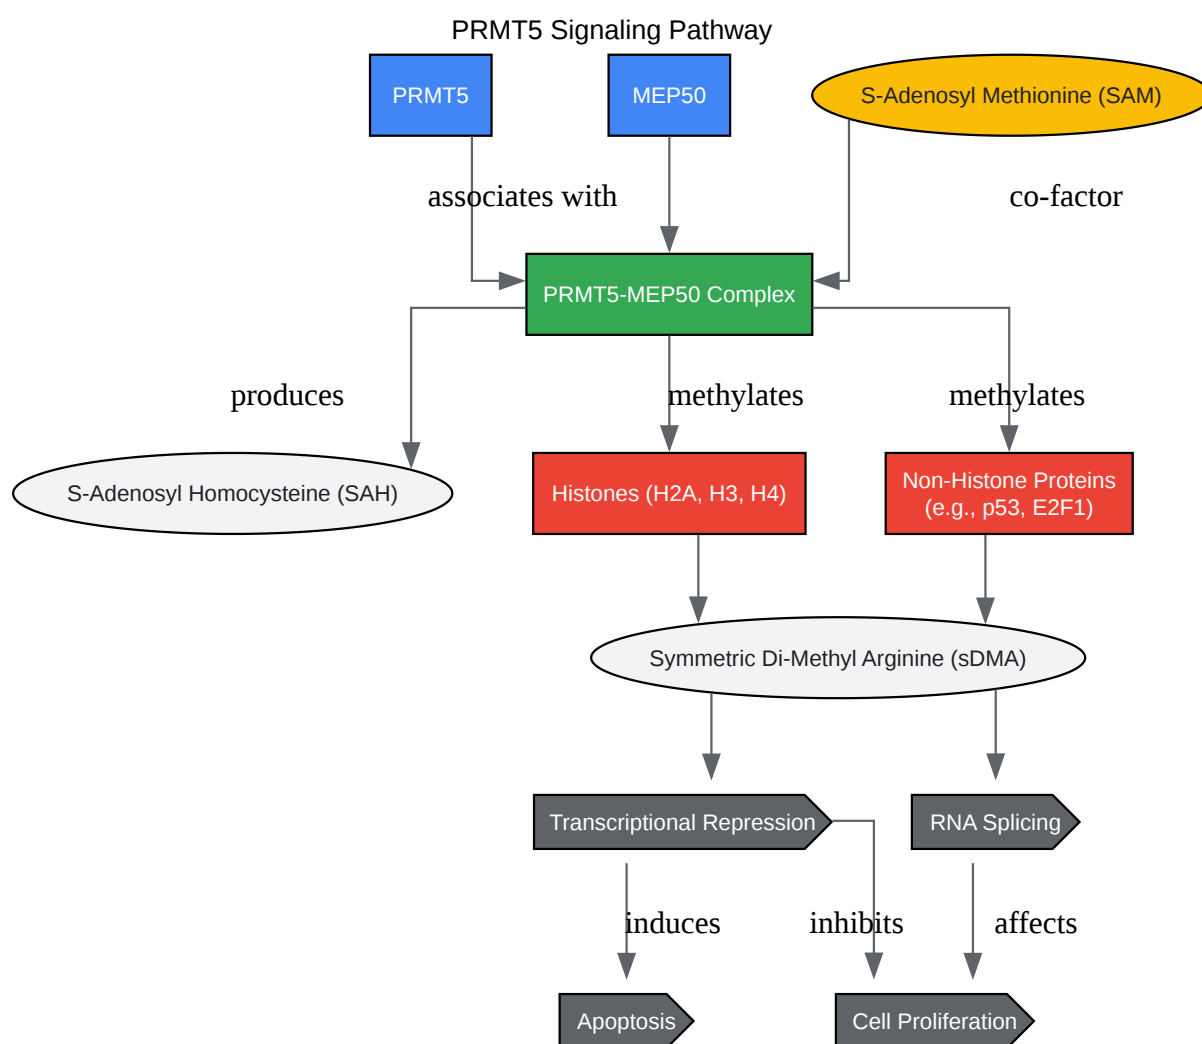 PRMT5 Signaling Pathway
PRMT5
MEP50
S-Adenosyl Methionine (SAM)
associates with
co-factor
PRMT5-MEP50 Complex
produces
methylates
methylates
S-Adenosyl Homocysteine (SAH)
Histones (H2A, H3, H4)
Non-Histone Proteins
(e.g., p53, E2F1)
Symmetric Di-Methyl Arginine (sDMA)
Transcriptional Repression
RNA Splicing
induces
inhibits
affects
Apoptosis
Cell Proliferation